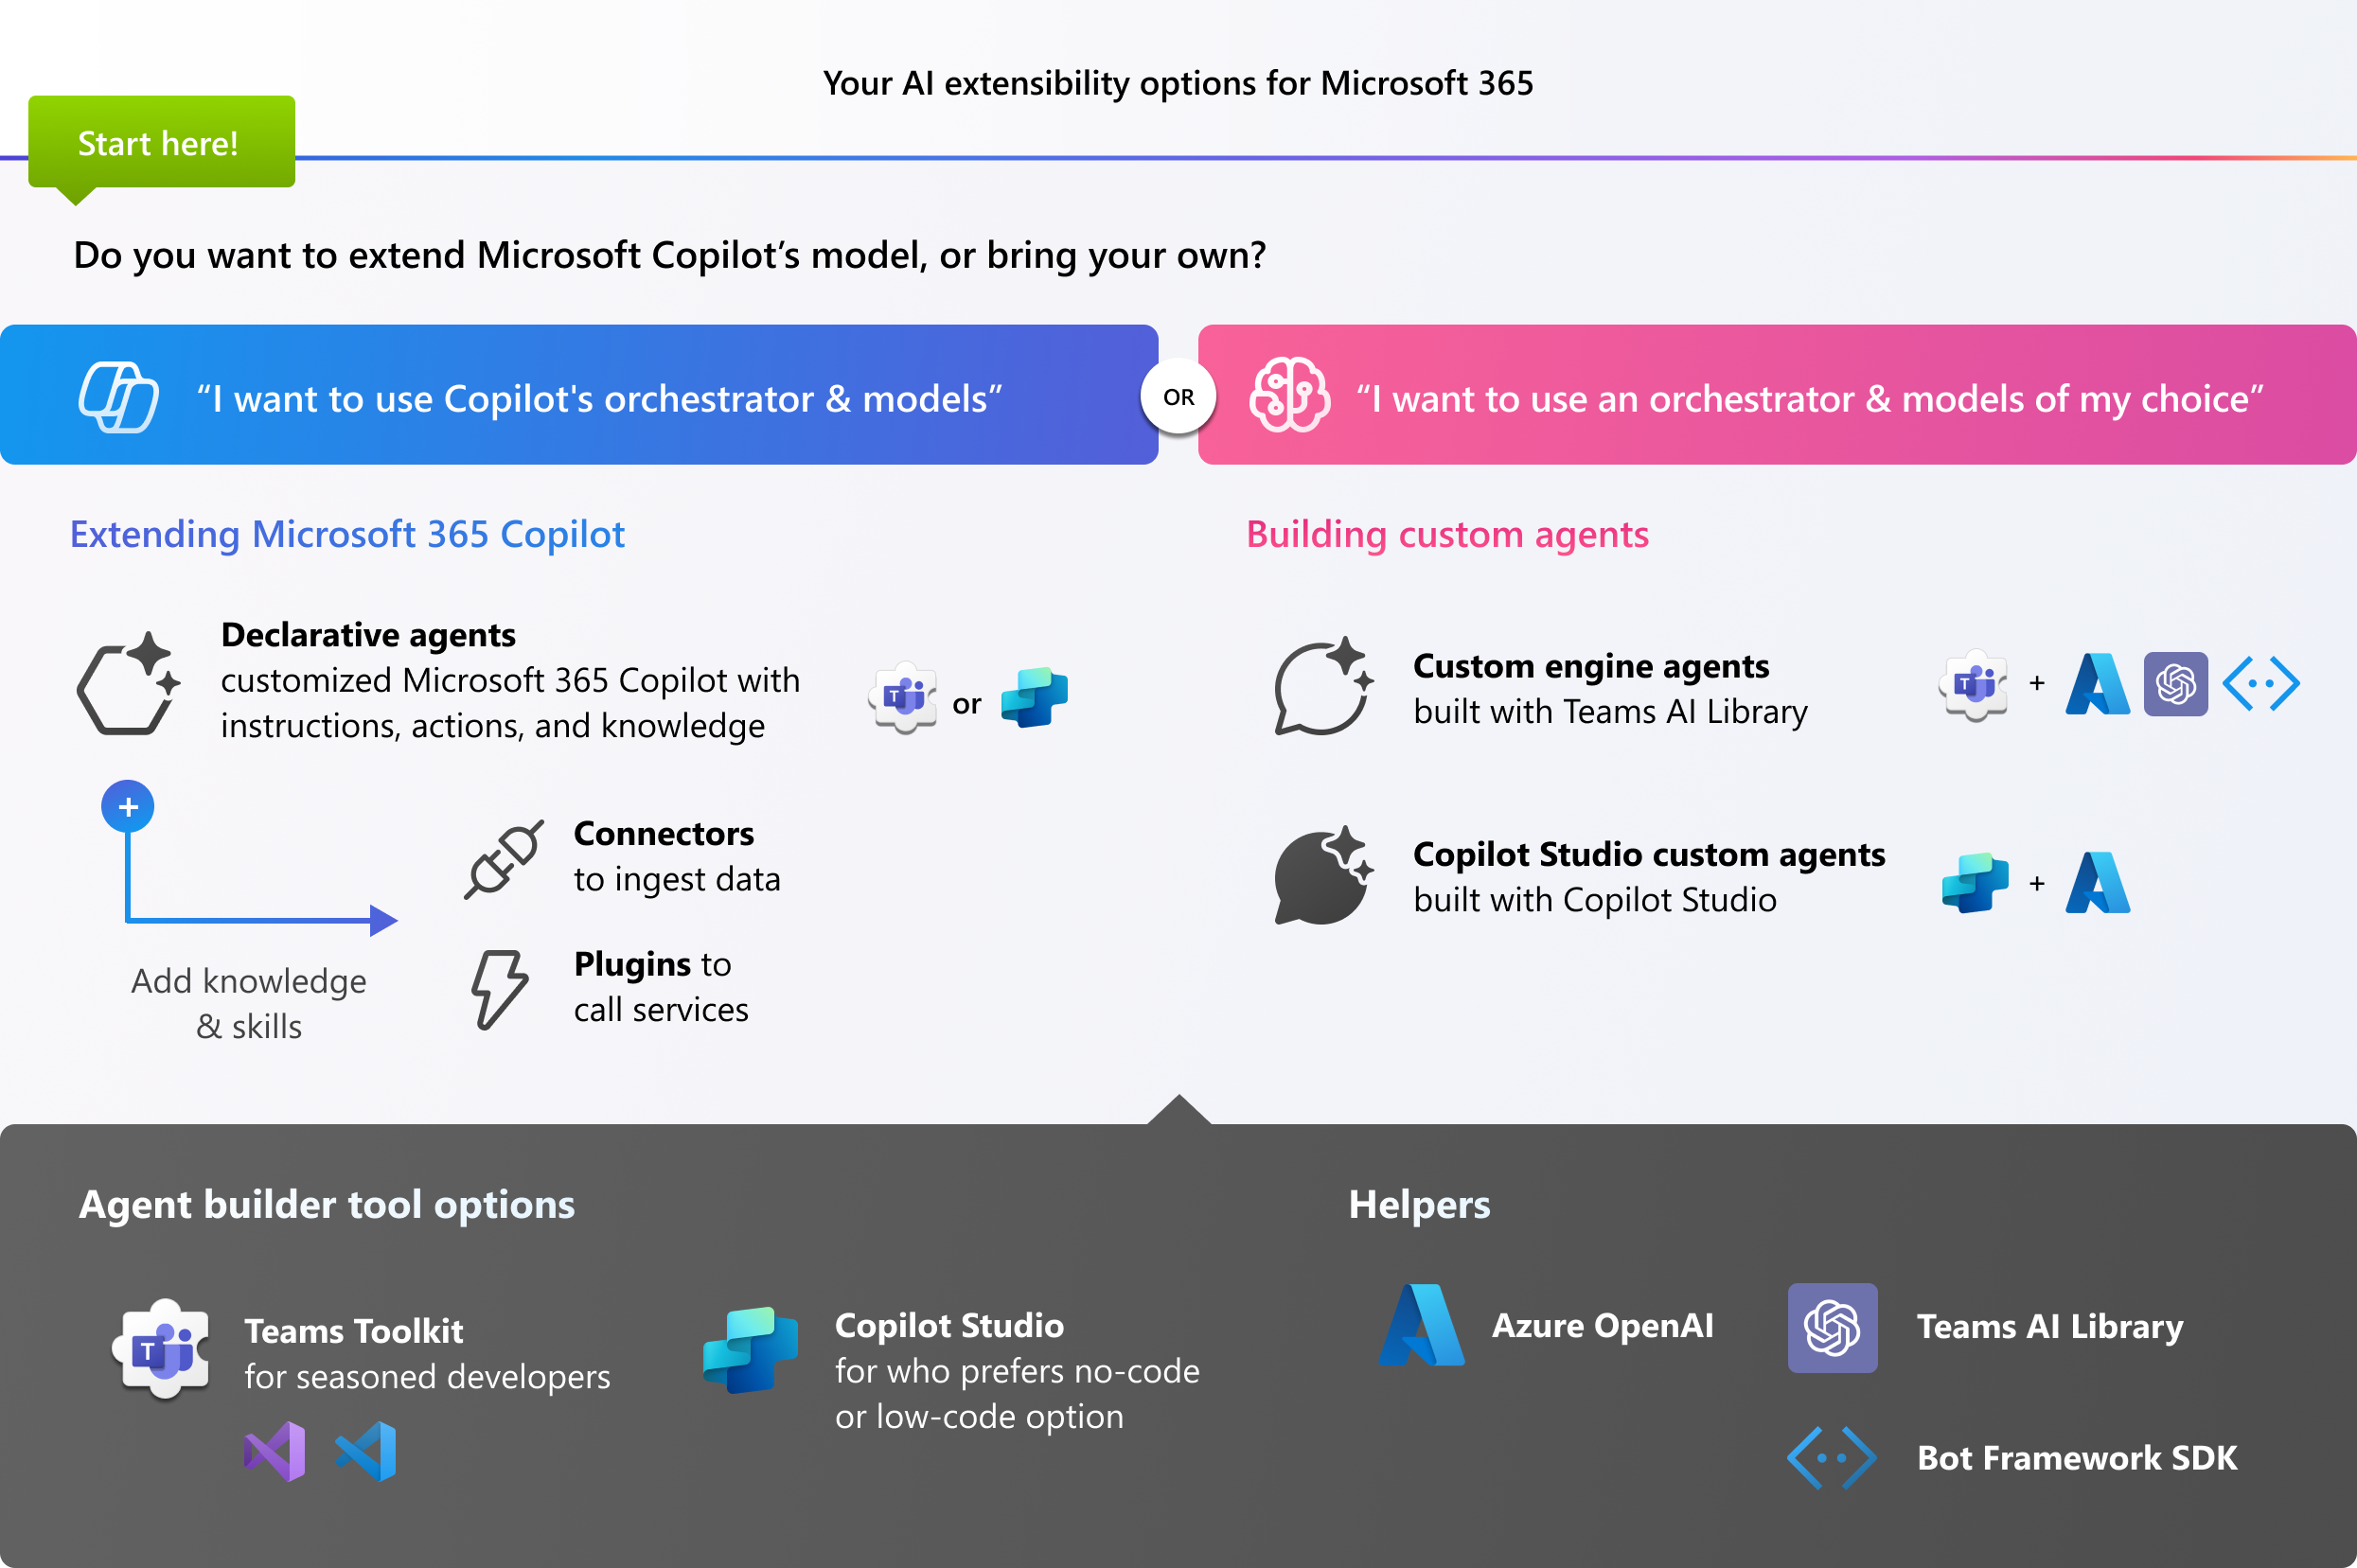 Your AI extensibility options for Microsoft 365
Start here!
Do you want to extend Microsoft Copilot’s model, or bring your own?
“I want to use Copilot's orchestrator & models”
OR
“I want to use an orchestrator & models of my choice”
Extending Microsoft 365 Copilot
Declarative agents
customized Microsoft 365 Copilot with
instructions, actions, and knowledge
T
or
+
Add knowledge
& skills
Connectors
to ingest data
Plugins to
call services
Building custom agents
Custom engine agents
built with Teams AI Library
T
+
Copilot Studio custom agents
built with Copilot Studio
+
Agent builder tool options
T
Teams Toolkit
for seasoned developers
Copilot Studio
for who prefers no-code
or low-code option
Helpers
Azure OpenAI
Teams AI Library
Bot Framework SDK